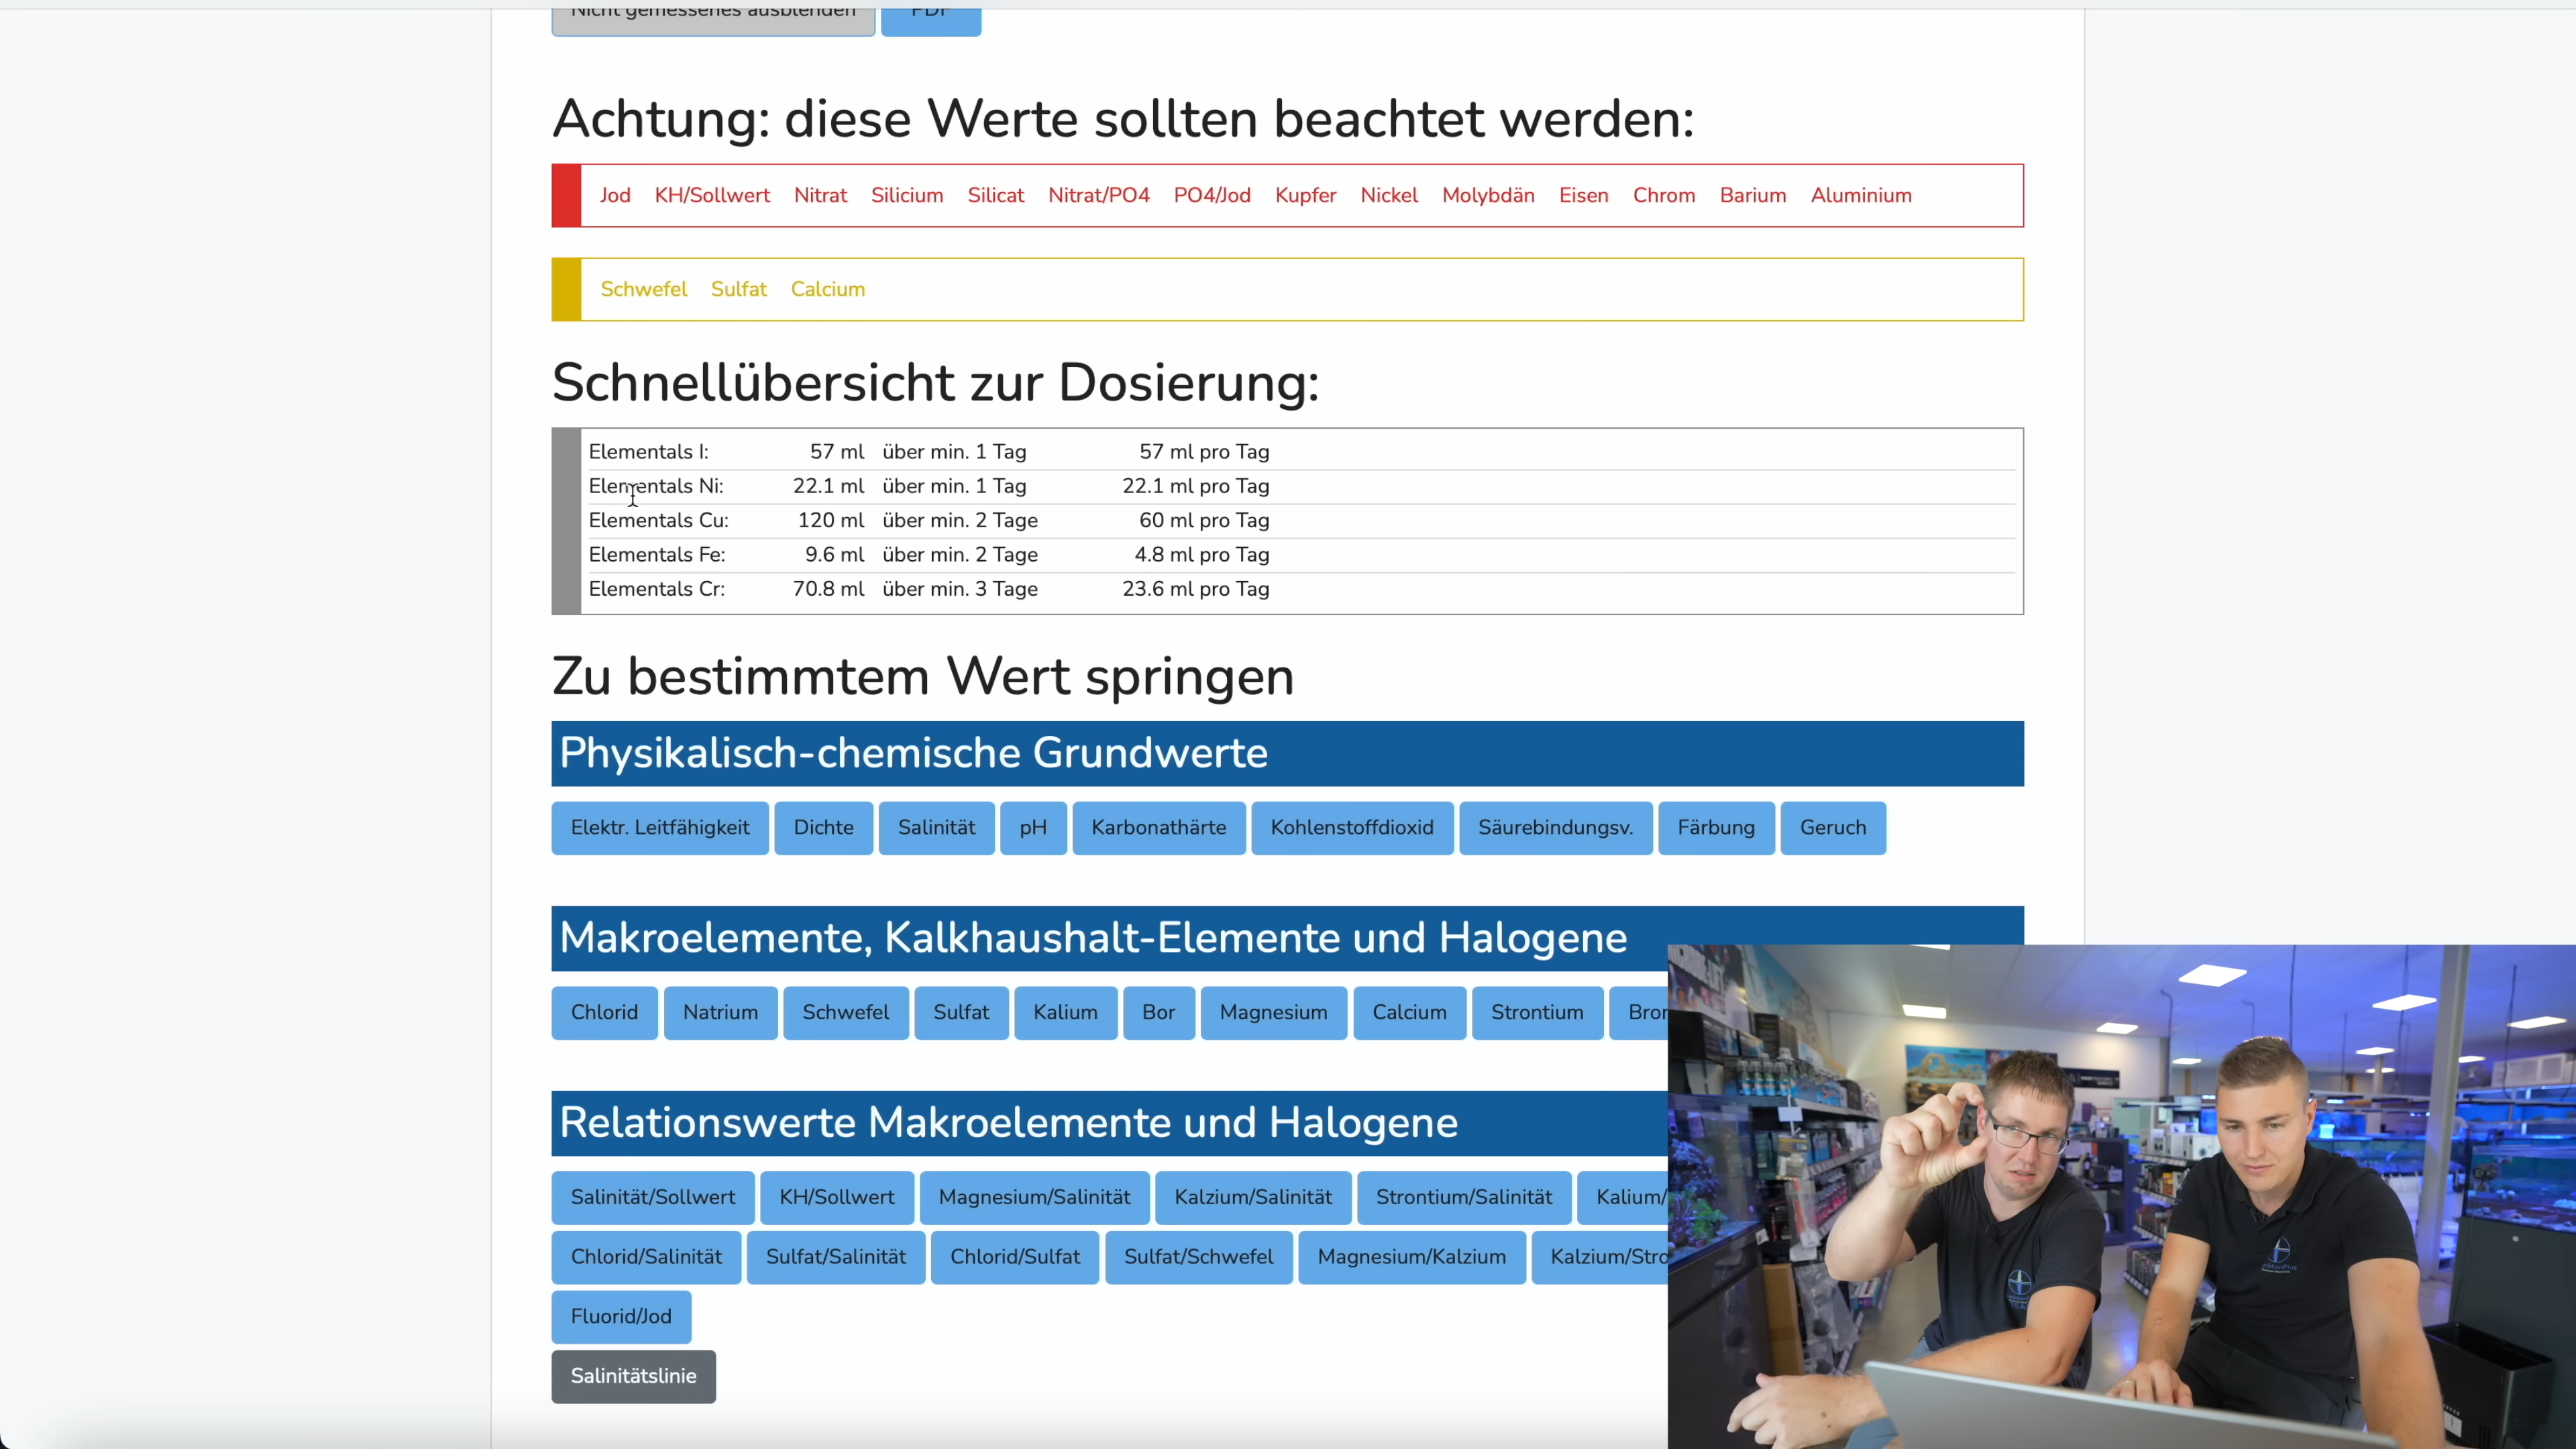 Nicht gemessenes ausblenden PDF
Achtung: diese Werte sollten beachtet werden:
Jod KH/Sollwert Nitrat Silicium Silicat Nitrat/PO4 PO4/Jod Kupfer Nickel Molybdän Eisen Chrom Barium Aluminium
Schwefel Sulfat Calcium
Schnellübersicht zur Dosierung:
Elementals I: 57 ml über min. 1 Tag 57 ml pro Tag
Elementals Ni: 22.1 ml über min. 1 Tag 22.1 ml pro Tag
Elementals Cu: 120 ml über min. 2 Tage 60 ml pro Tag
Elementals Fe: 9.6 ml über min. 2 Tage 4.8 ml pro Tag
Elementals Cr: 70.8 ml über min. 3 Tage 23.6 ml pro Tag
Zu bestimmtem Wert springen
Physikalisch-chemische Grundwerte
Elektr. Leitfähigkeit Dichte Salinität pH Karbonathärte Kohlenstoffdioxid Säurebindungsv. Färbung Geruch
Makroelemente, Kalkhaushalt-Elemente und Halogene
Chlorid Natrium Schwefel Sulfat Kalium Bor Magnesium Calcium Strontium
Relationswerte Makroelemente und Halogene
Salinität/Sollwert KH/Sollwert Magnesium/Salinität Kalzium/Salinität Strontium/Salinität Kalium/
Chlorid/Salinität Sulfat/Salinität Chlorid/Sulfat Sulfat/Schwefel Magnesium/Kalzium Kalzium/Stro
Fluorid/Jod
Salinitätslinie